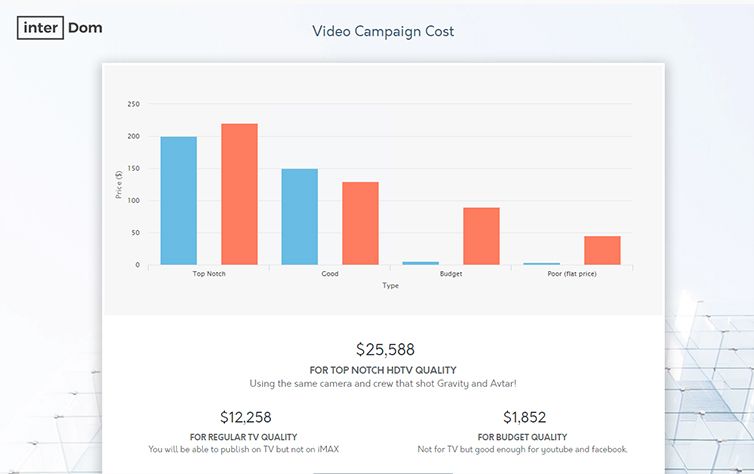 inter Dom
Video Campaign Cost
250
200
150
100
50
0
Price ($)
Top Notch Good Budget Poor (flat price)
Type
$25,588
FOR TOP NOTCH HDTV QUALITY
Using the same camera and crew that shot Gravity and Avtar!
$12,258 $1,852
FOR REGULAR TV QUALITY FOR BUDGET QUALITY
You will be able to publish on TV but not on iMAX Not for TV but good enough for youtube and facebook.